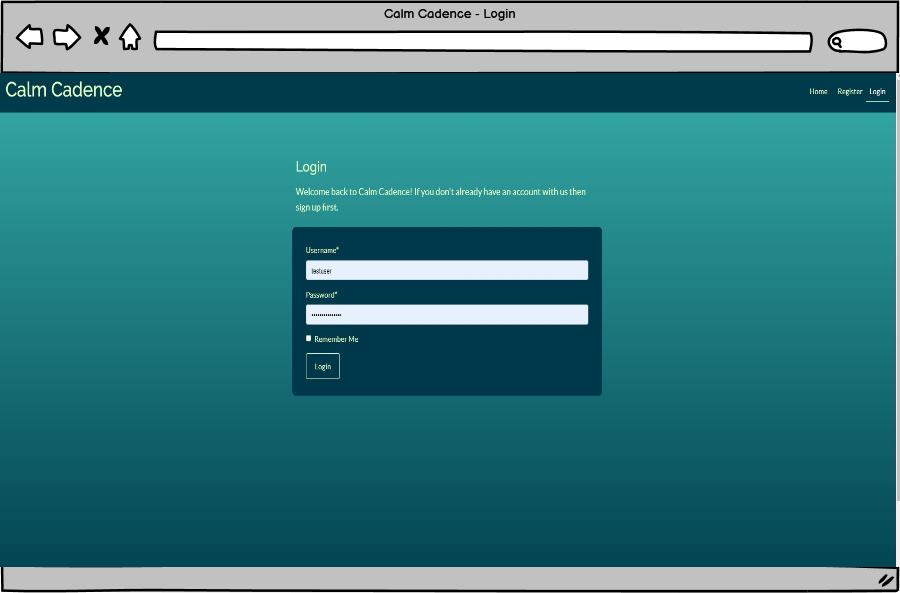 Calm Cadence - Login
Calm Cadence
Home Register Login
Login
Welcome back to Calm Cadence! If you don't already have an account with us then
sign up first.
Username*
testuser
Password*
•••••••••••••••
Remember Me
Login